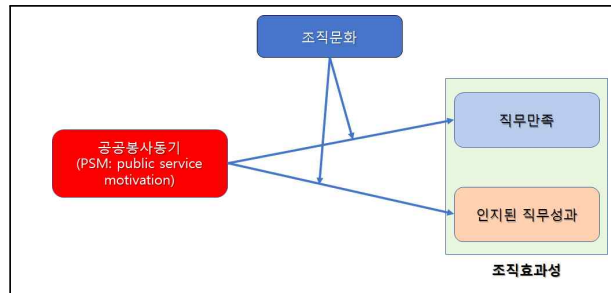 조직문화
직무만족
공공봉사동기
(PSM: public service
motivation)
인지된 직무성과
조직효과성